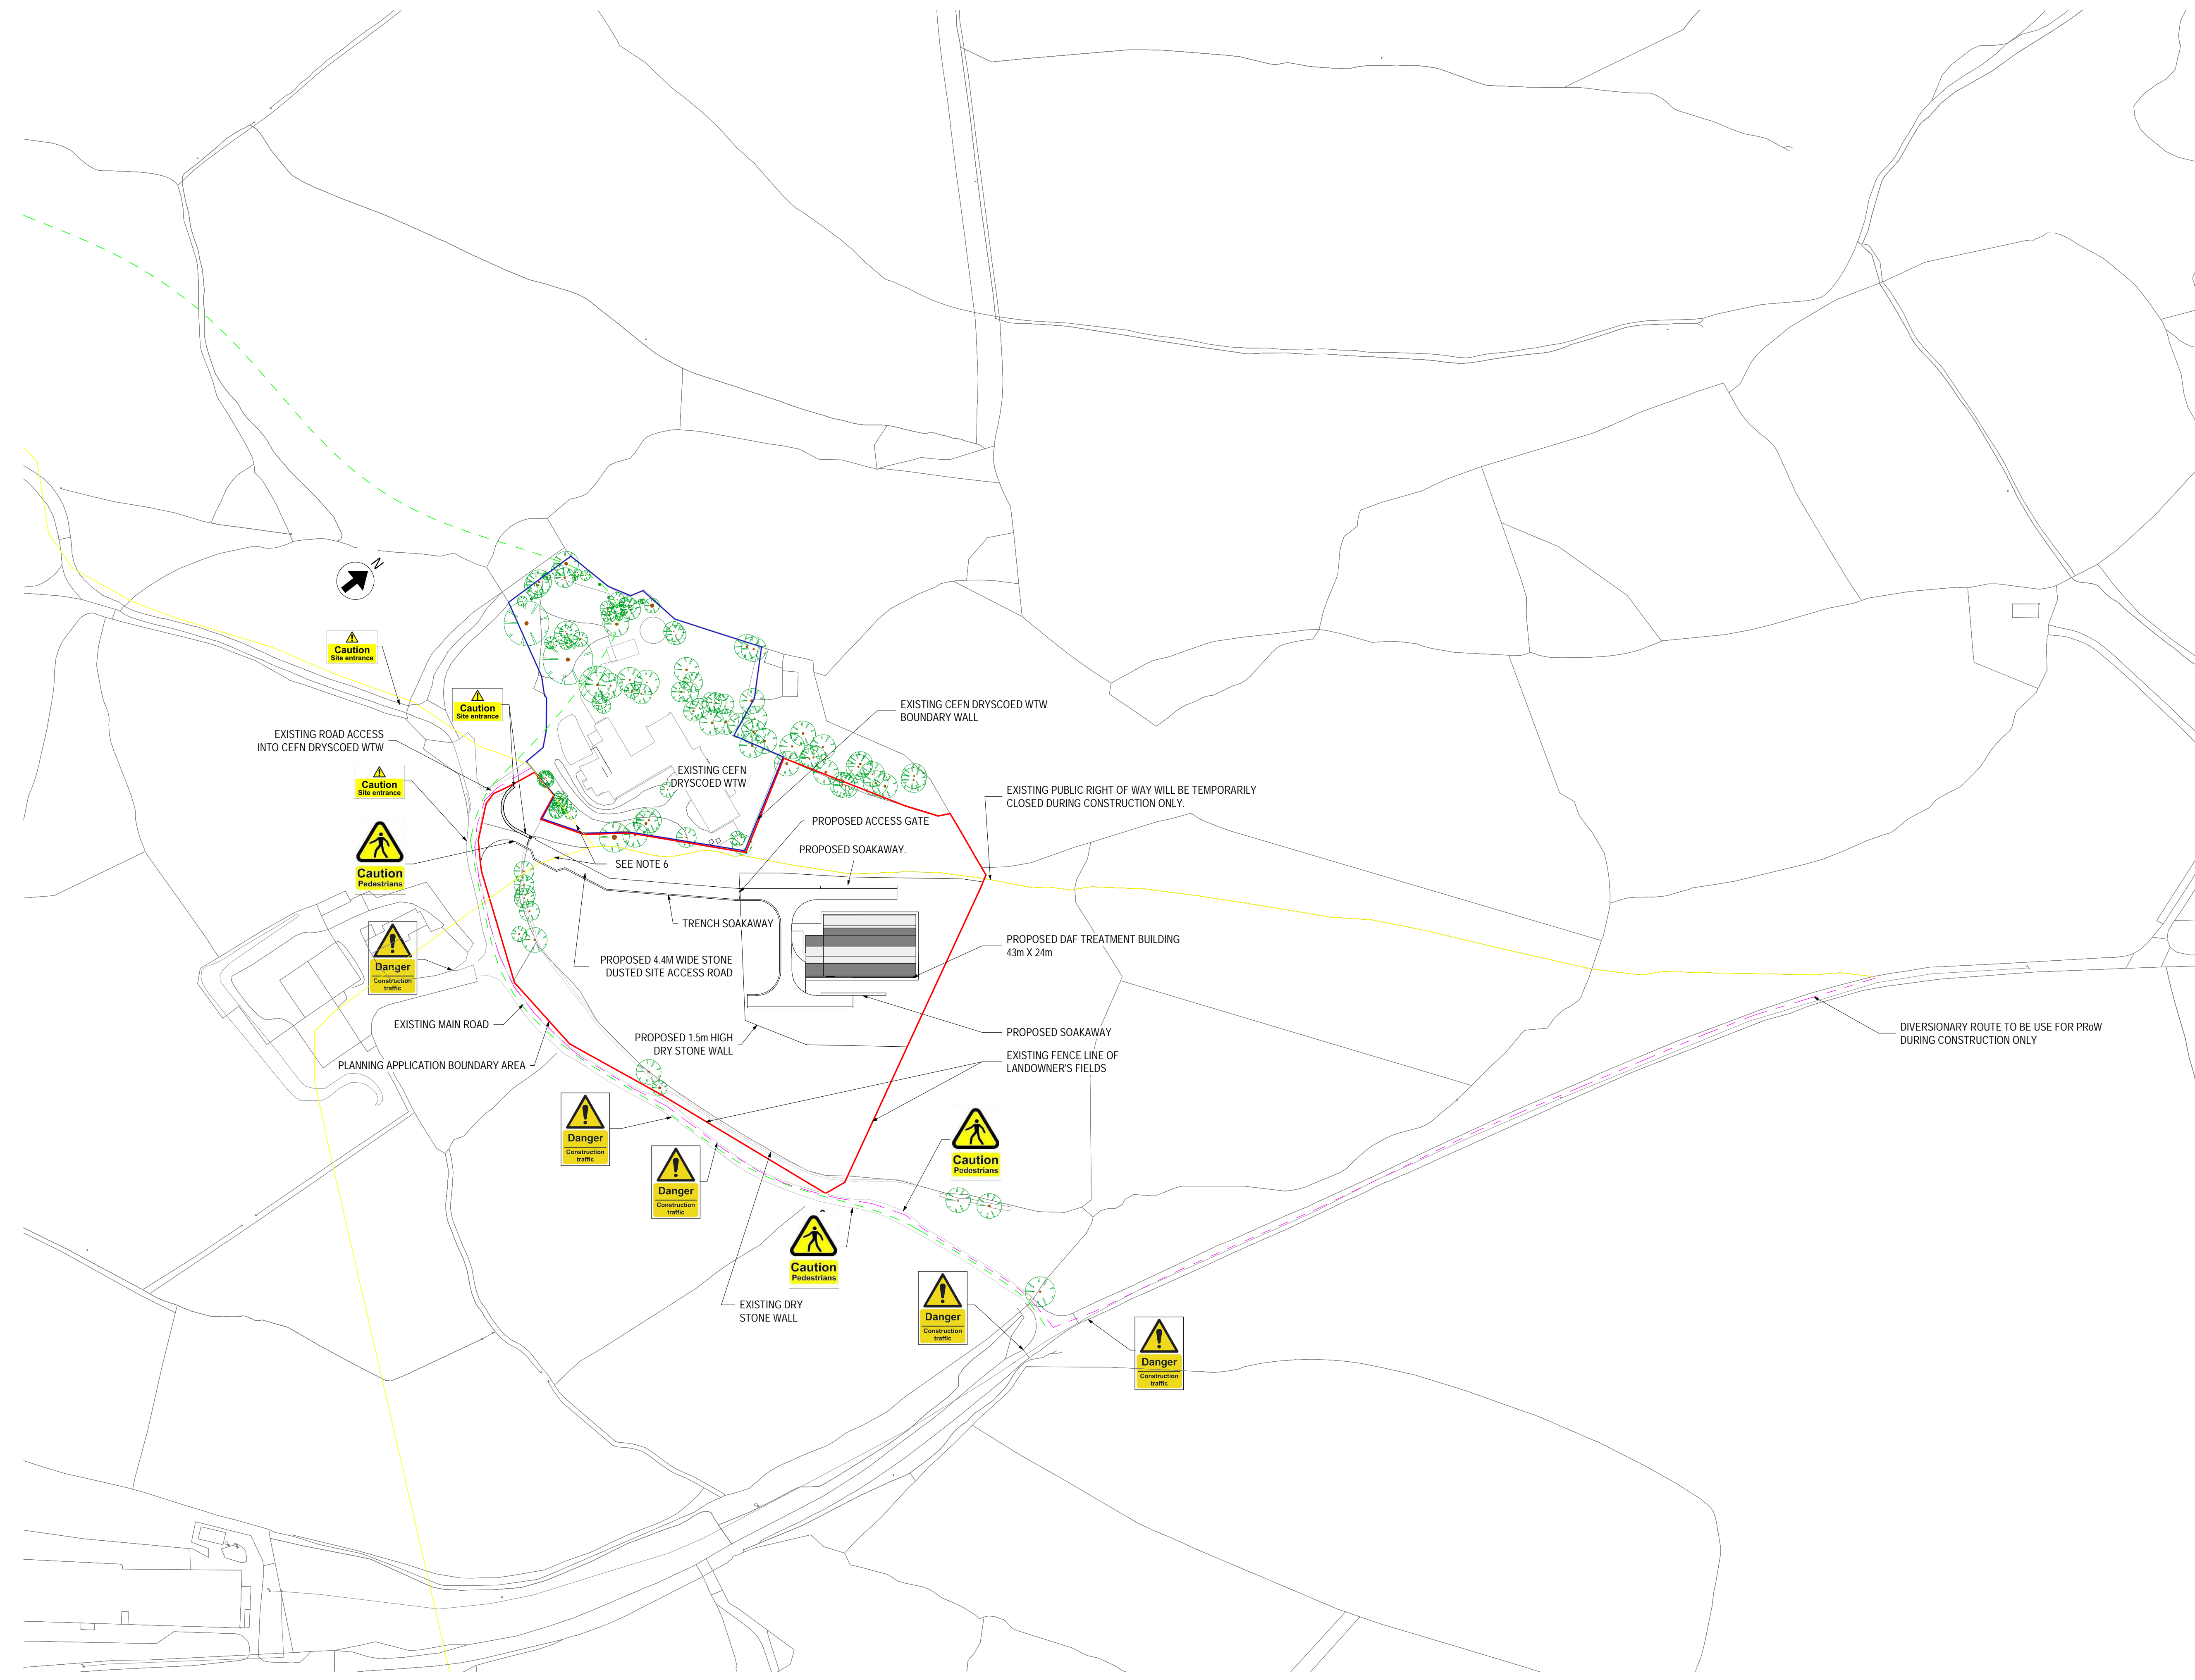 N
Caution
Site entrance
Caution
Site entrance
EXISTING ROAD ACCESS
INTO CEFN DRYSCOED WTW
Caution
Site entrance
Caution
Pedestrians
EXISTING CEFN DRYSCOED WTW
BOUNDARY WALL
EXISTING CEFN
DRYSCOED WTW
EXISTING PUBLIC RIGHT OF WAY WILL BE TEMPORARILY
CLOSED DURING CONSTRUCTION ONLY.
PROPOSED ACCESS GATE
PROPOSED SOAKAWAY.
SEE NOTE 6
TRENCH SOAKAWAY
Danger
Construction
traffic
PROPOSED 4.4M WIDE STONE
DUSTED SITE ACCESS ROAD
PROPOSED DAF TREATMENT BUILDING
43m X 24m
EXISTING MAIN ROAD
PROPOSED 1.5m HIGH
DRY STONE WALL
PROPOSED SOAKAWAY
DIVERSIONARY ROUTE TO BE USE FOR PRoW
DURING CONSTRUCTION ONLY
EXISTING FENCE LINE OF
LANDOWNER'S FIELDS
PLANNING APPLICATION BOUNDARY AREA
Danger
Construction
traffic
Danger
Construction
traffic
Caution
Pedestrians
Caution
Pedestrians
EXISTING DRY
STONE WALL
Danger
Construction
traffic
Danger
Construction
traffic